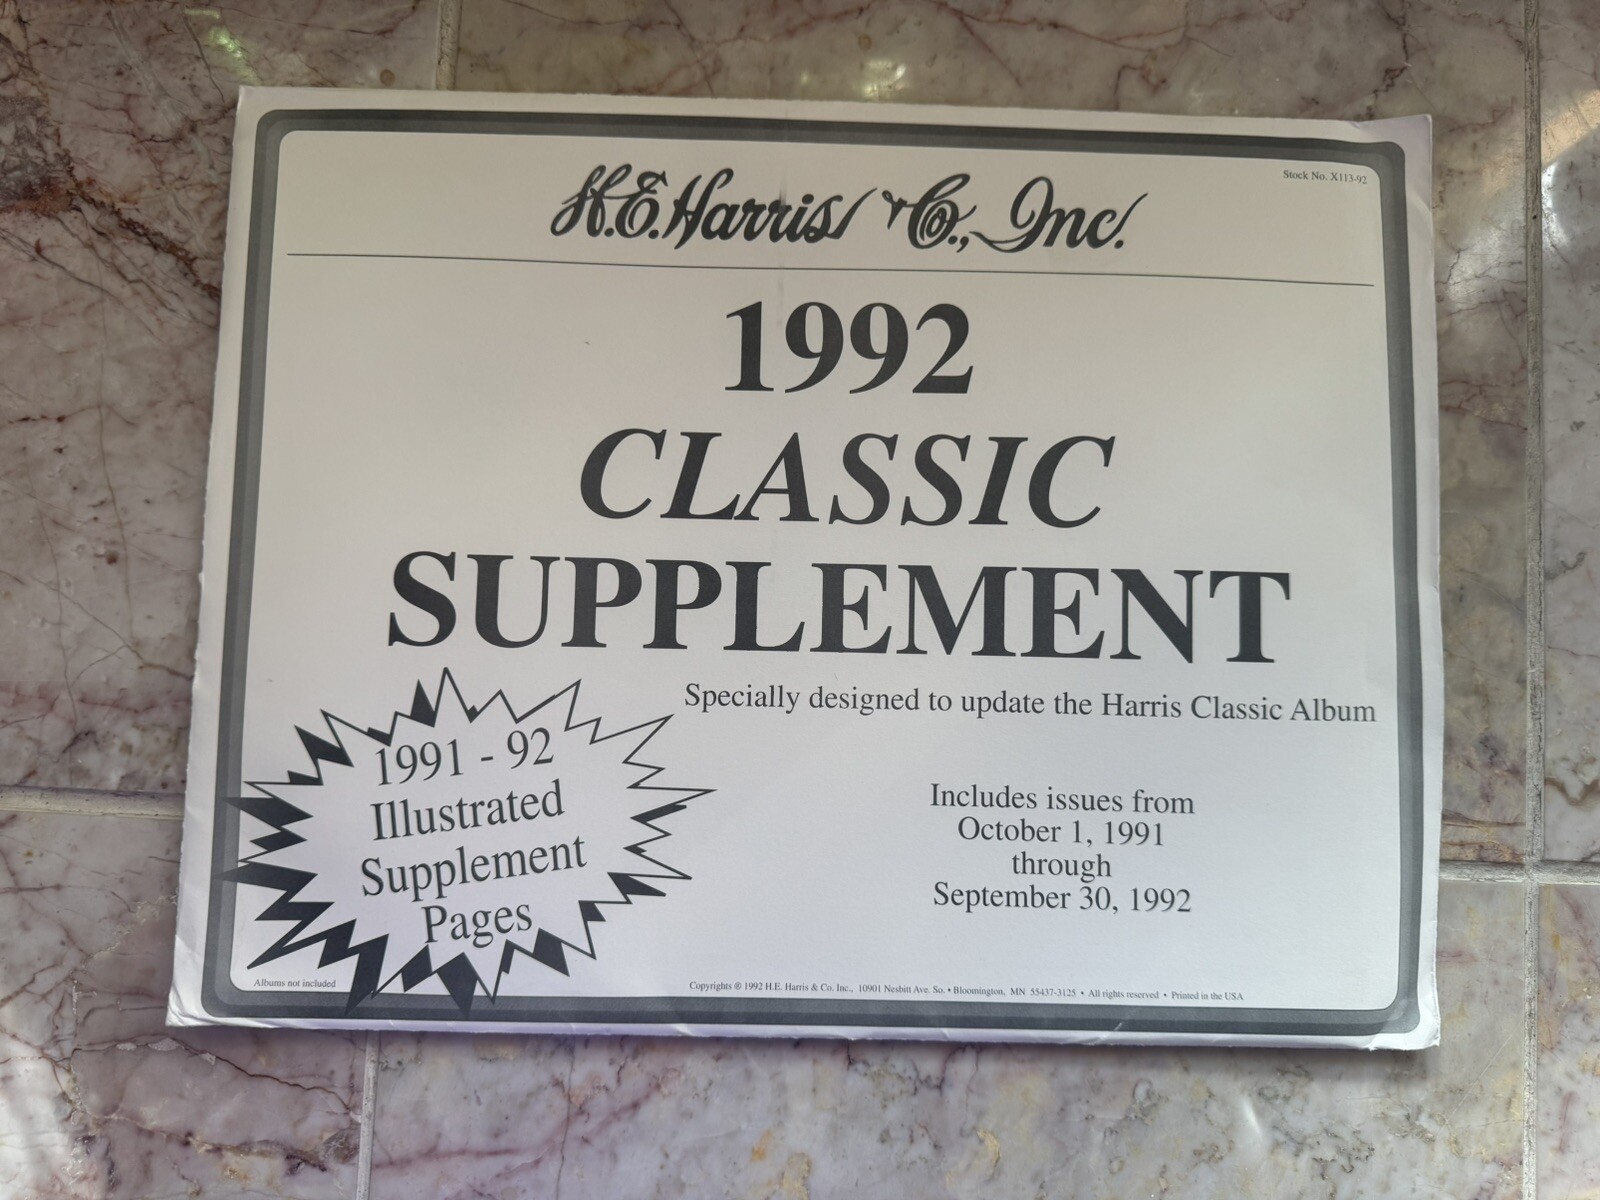 Stock No. X113-92
H.E. Harris & Co., Inc.
1992
CLASSIC
SUPPLEMENT
Specially designed to update the Harris Classic Album
1991 - 92
Illustrated
Supplement
Pages
Includes issues from
October 1, 1991
through
September 30, 1992
Albums not included
Copyrights ® 1992 H.E. Harris & Co. Inc., 10901 Nesbitt Ave. So. • Bloomington, MN 55437-3125 • All rights reserved • Printed in the USA